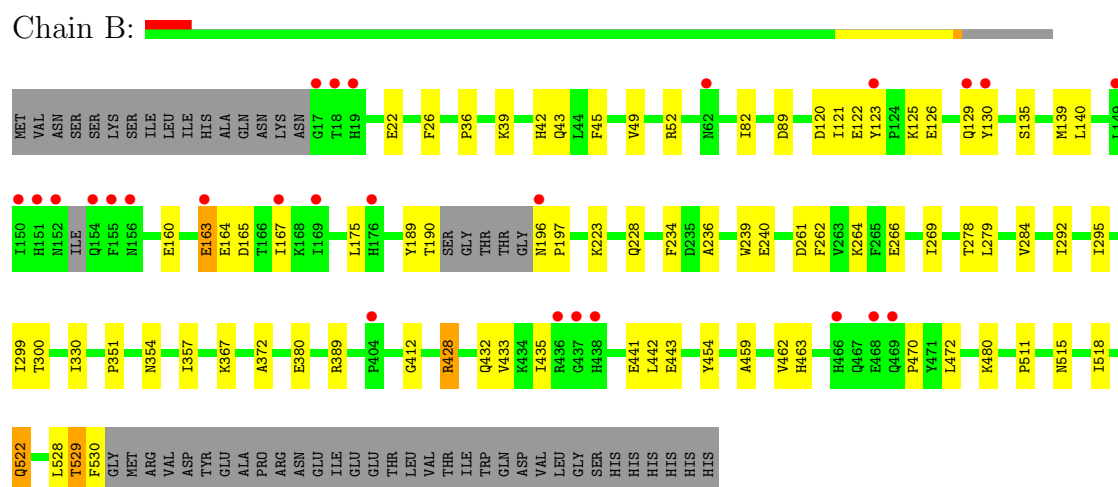 Chain B:
MET VAL ASN SER SER LYS SER ILE LEU ILE HIS ALA GLN ASN LYS ASN G17 T18 H19 E22 F26 P36 K39 H42 Q43 L44 F45 V49 R52 N62 I82 D89 D120 I121 E122 Y123 P124 K125 E126 Q129 Y130 S135 M139 L140 L149
I150 H151 N152 ILE Q154 F155 N156 E160 E163 E164 D165 T166 I167 K168 I169 L175 H176 Y189 T190 SER GLY THR THR GLY N196 P197 K223 Q228 F234 D235 A236 W239 E240 D261 F262 V263 K264 F265 E266 I269 T278 L279 V284 I292 I295
I299 T300 I330 P351 N354 I357 K367 A372 E380 R389 P404 G412 R428 Q432 V433 K434 I435 R436 G437 H438 E441 L442 E443 Y454 A459 V462 H463 H466 Q467 E468 Q469 P470 Y471 L472 K480 P511 N515 I518
Q522 L528 T529 F530 GLY MET ARG VAL ASP TYR GLU ALA PRO ARG ASN GLU ILE GLU GLU THR LEU VAL THR ILE TRP GLN ASP VAL LEU GLY SER HIS HIS HIS HIS HIS HIS